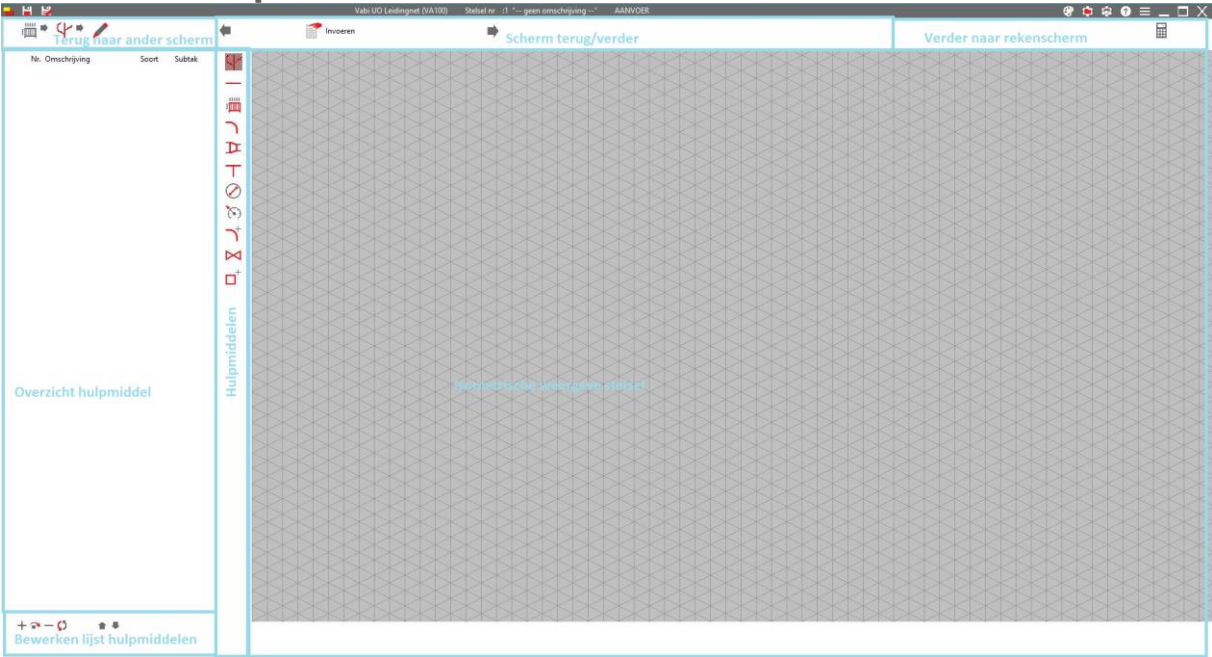 Vabi UO Leidingnet (VA100) Stelsel nr :1 "-- geen omschrijving --" AANVOER
Terug naar ander scherm
Invoeren
Scherm terug/verder
Verder naar rekenscherm
Nr. Omschrijving Soort Subtak
Hulpmiddelen
Overzicht hulpmiddel
Isometrische weergave stelsel
Bewerken lijst hulpmiddelen